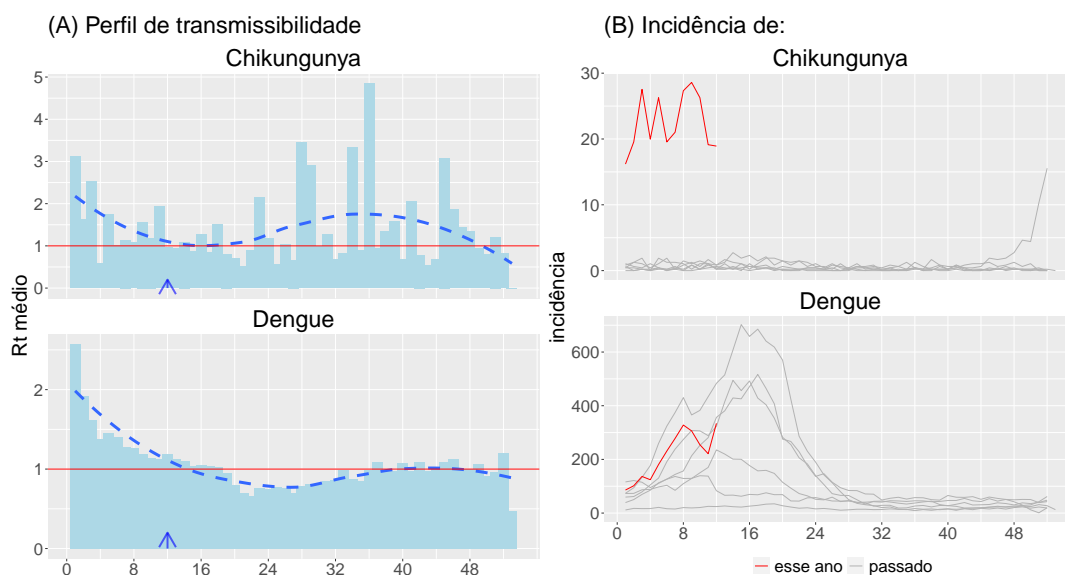 (A) Perfil de transmissibilidade
Chikungunya
5
4
3
2
1
0
Dengue
2
1
0
0 8 16 24 32 40 48
Rt médio
(B) Incidência de:
Chikungunya
30
20
10
0
Dengue
600
400
200
0
0 8 16 24 32 40 48
incidência
esse ano passado